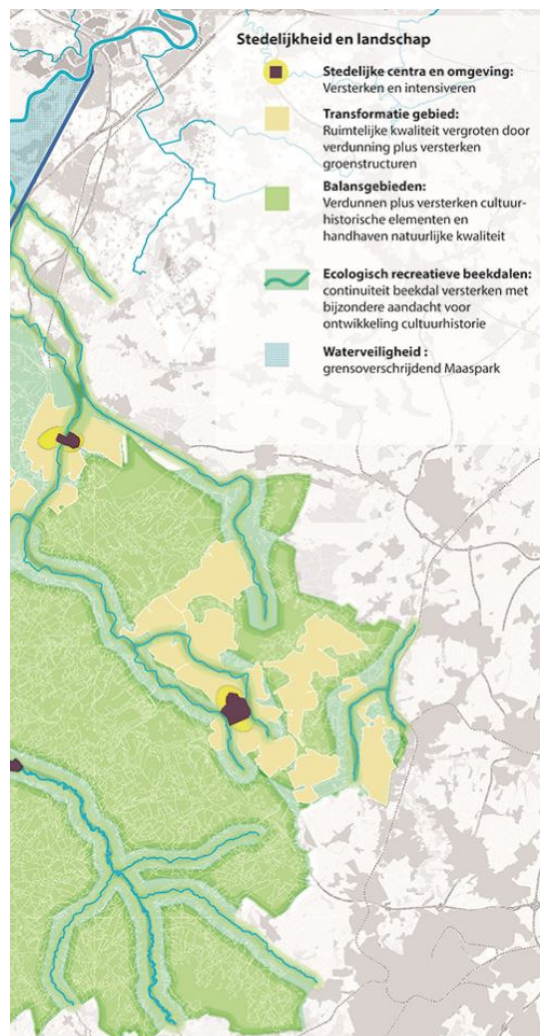 Stedelijkheid en landschap
Stedelijke centra en omgeving:
Versterken en intensiveren
Transformatie gebied:
Ruimtelijke kwaliteit vergroten door
verdunning plus versterken
groenstructuren
Balansgebieden:
Verdunnen plus versterken cultuur-
historische elementen en
handhaven natuurlijke kwaliteit
Ecologisch recreatieve beekdalen:
continuiteit beekdal versterken met
bijzondere aandacht voor
ontwikkeling cultuurhistorie
Waterveiligheid :
grensoverschrijdend Maaspark